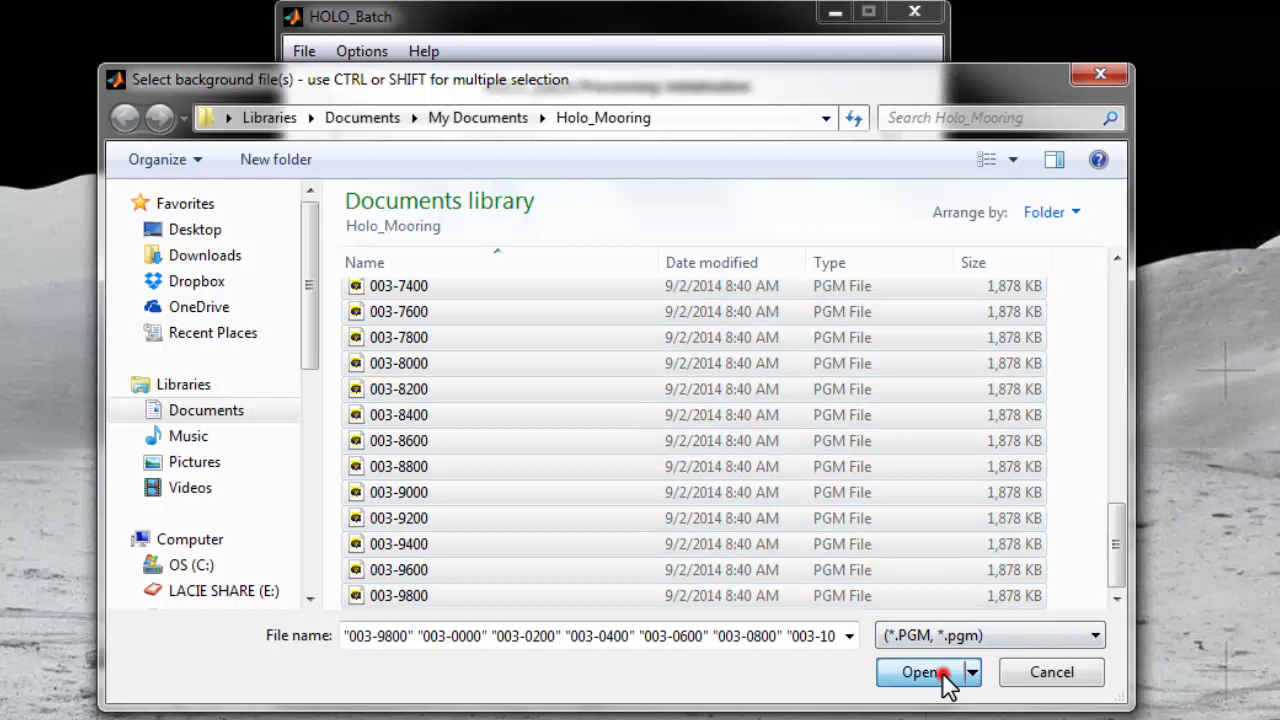 HOLO_Batch
File Options Help
Select background file(s) - use CTRL or SHIFT for multiple selection
Libraries Documents My Documents Holo_Mooring Search Holo_Mooring
Organize New folder
Favorites
Desktop
Downloads
Dropbox
OneDrive
Recent Places
Libraries
Documents
Music
Pictures
Videos
Computer
OS (C:)
LACIE SHARE (E:)
Documents library
Holo_Mooring
Arrange by: Folder
Name Date modified Type Size
003-7400 9/2/2014 8:40 AM PGM File 1,878 KB
003-7600 9/2/2014 8:40 AM PGM File 1,878 KB
003-7800 9/2/2014 8:40 AM PGM File 1,878 KB
003-8000 9/2/2014 8:40 AM PGM File 1,878 KB
003-8200 9/2/2014 8:40 AM PGM File 1,878 KB
003-8400 9/2/2014 8:40 AM PGM File 1,878 KB
003-8600 9/2/2014 8:40 AM PGM File 1,878 KB
003-8800 9/2/2014 8:40 AM PGM File 1,878 KB
003-9000 9/2/2014 8:40 AM PGM File 1,878 KB
003-9200 9/2/2014 8:40 AM PGM File 1,878 KB
003-9400 9/2/2014 8:40 AM PGM File 1,878 KB
003-9600 9/2/2014 8:40 AM PGM File 1,878 KB
003-9800 9/2/2014 8:40 AM PGM File 1,878 KB
File name: "003-9800" "003-0000" "003-0200" "003-0400" "003-0600" "003-0800" "003-10 (*.PGM, *.pgm)
Open Cancel